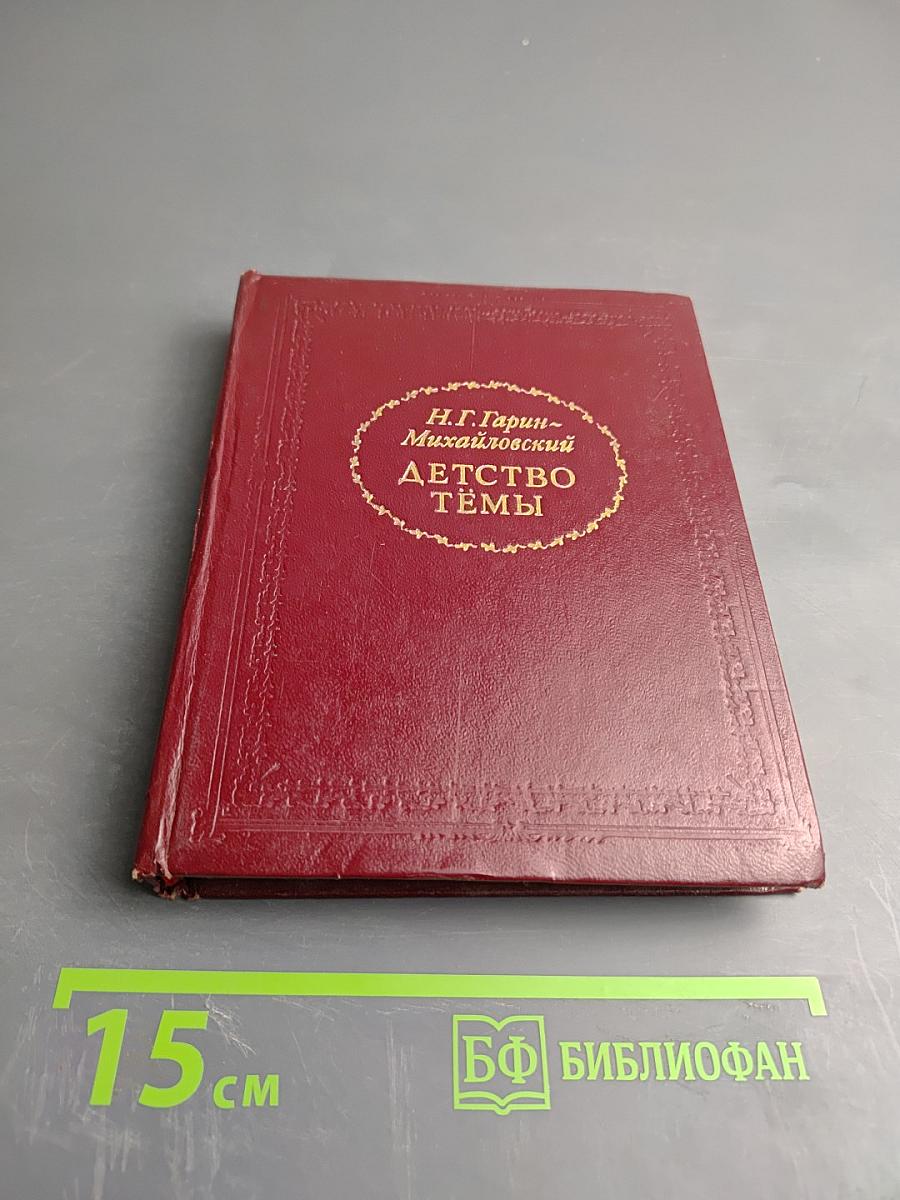 Н.Г.Гарин~
Михайловский
ДЕТСТВО
ТЁМЫ
15 см
БФ БИБЛИОФАН